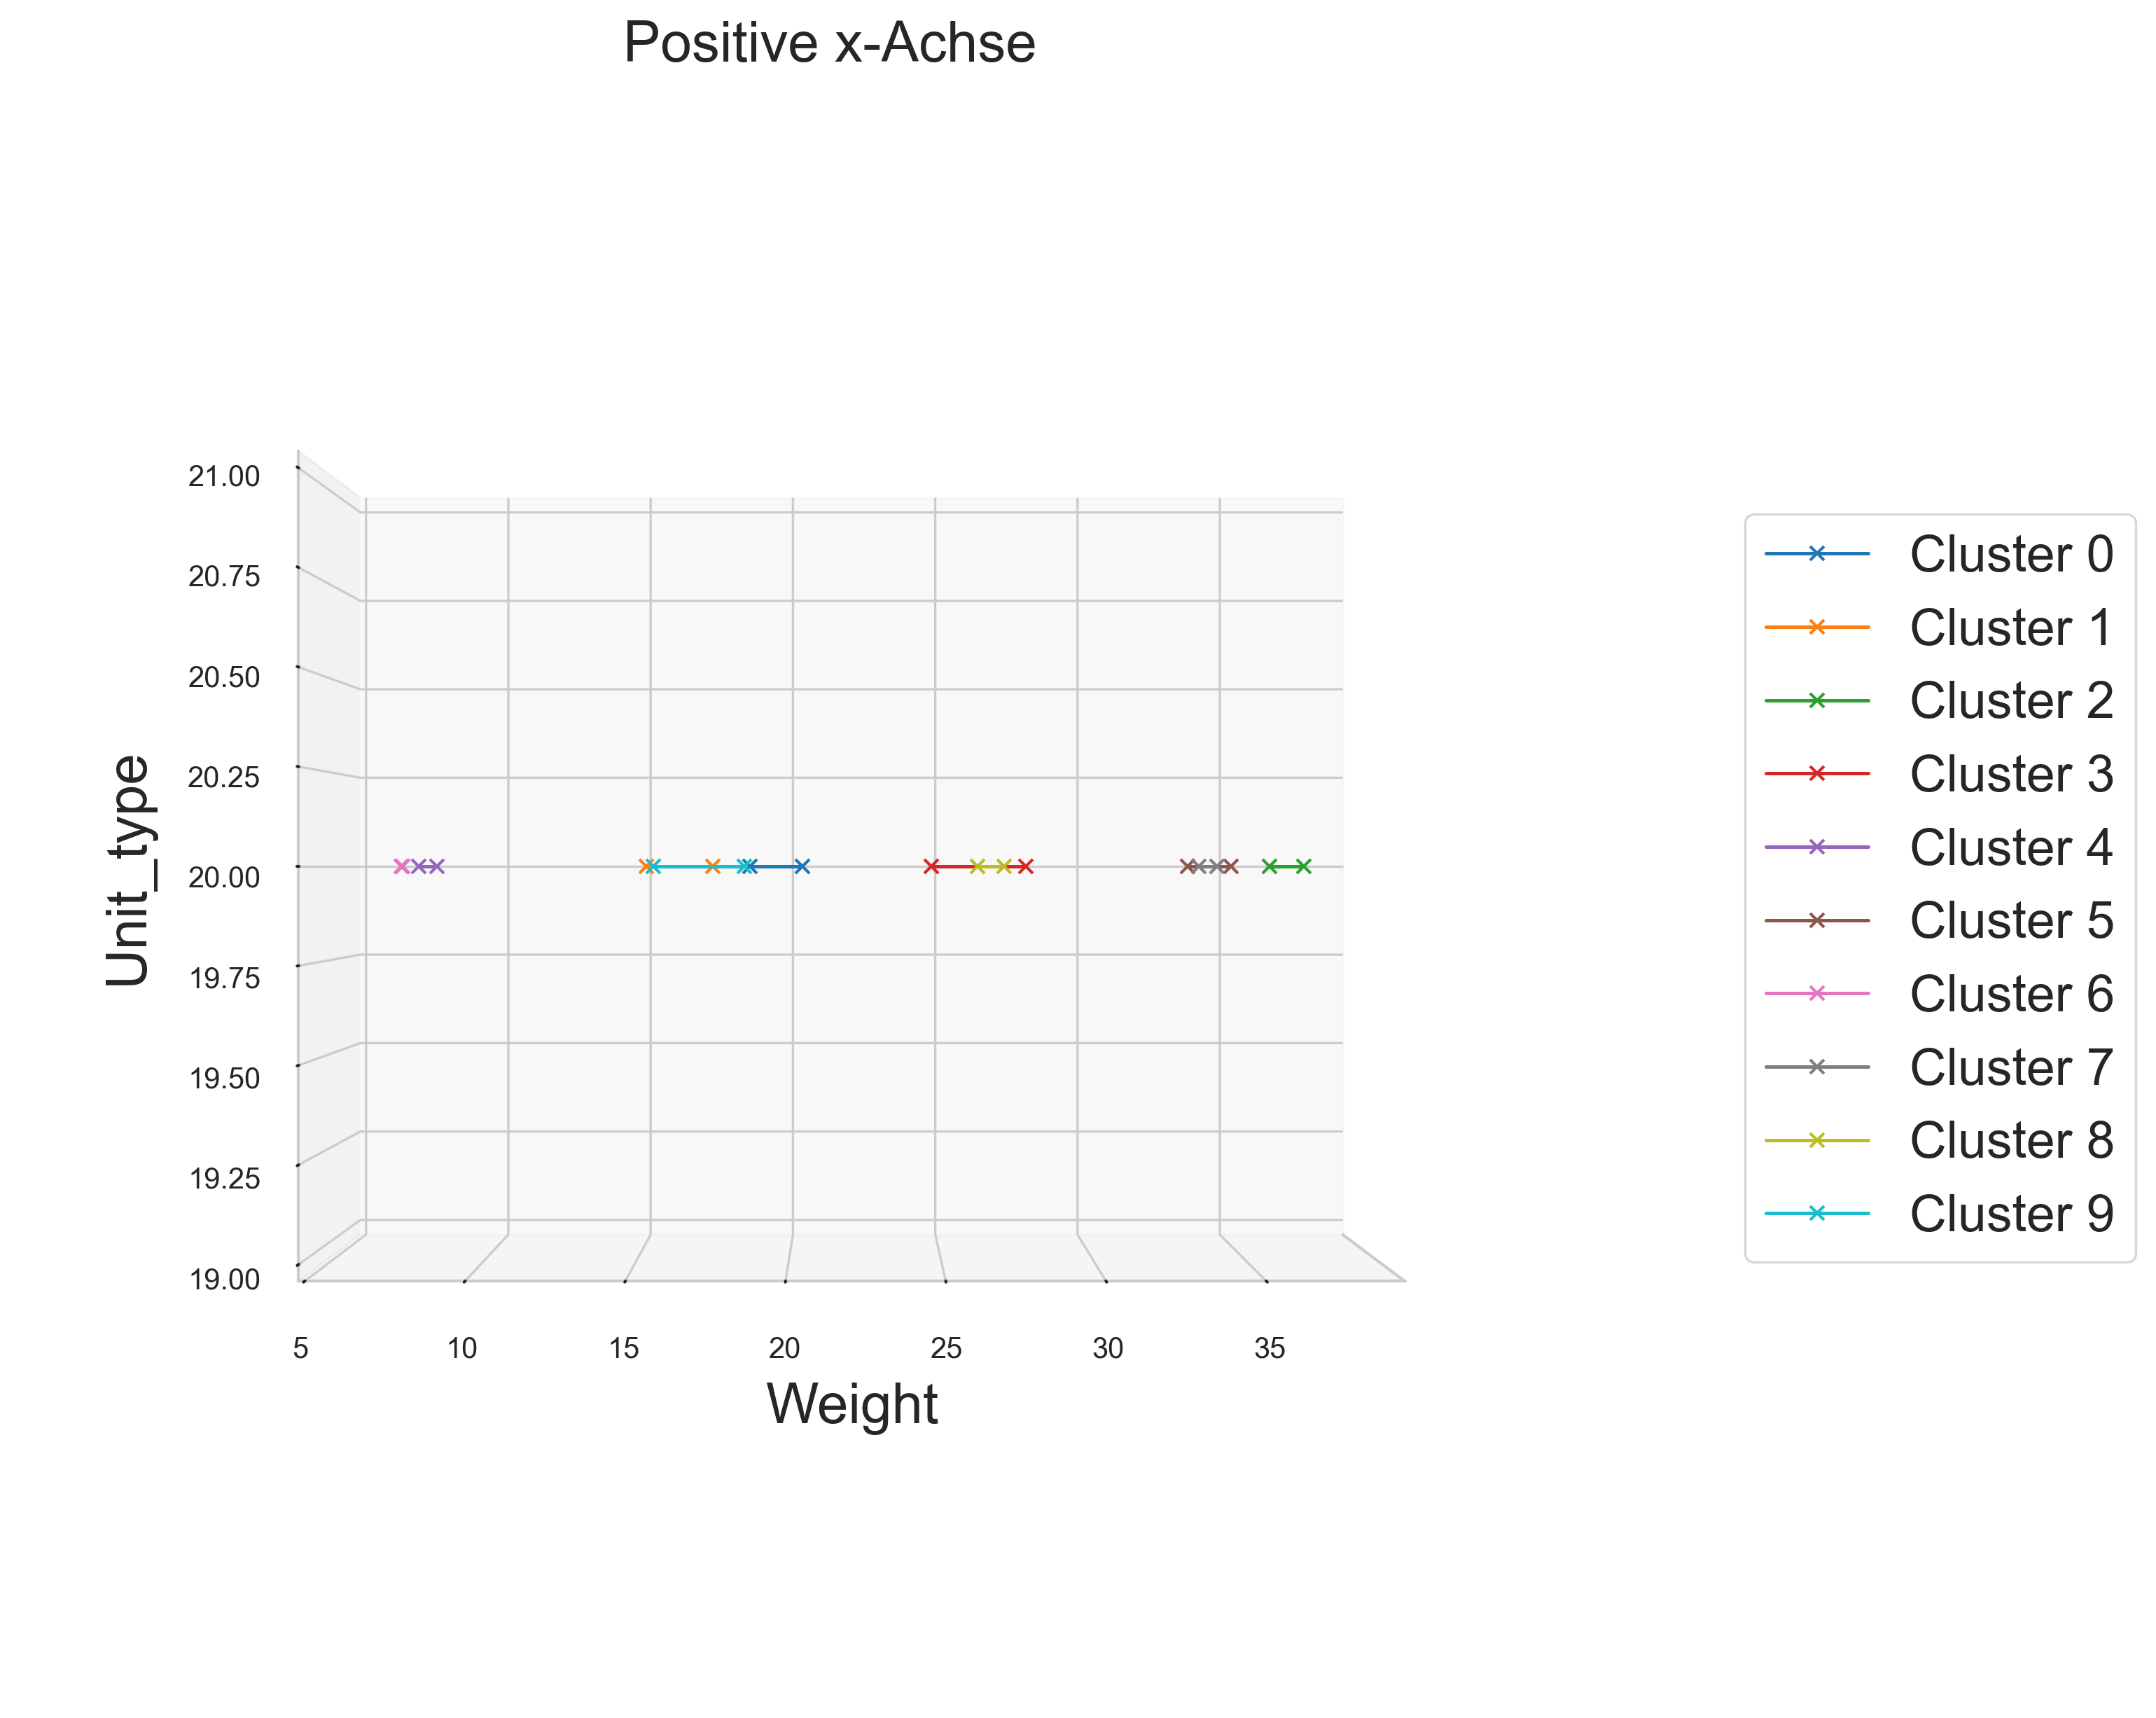 Positive x-Achse
21.00
20.75
20.50
20.25
20.00
19.75
19.50
19.25
19.00
Unit_type
5 10 15 20 25 30 35
Weight
Cluster 0
Cluster 1
Cluster 2
Cluster 3
Cluster 4
Cluster 5
Cluster 6
Cluster 7
Cluster 8
Cluster 9